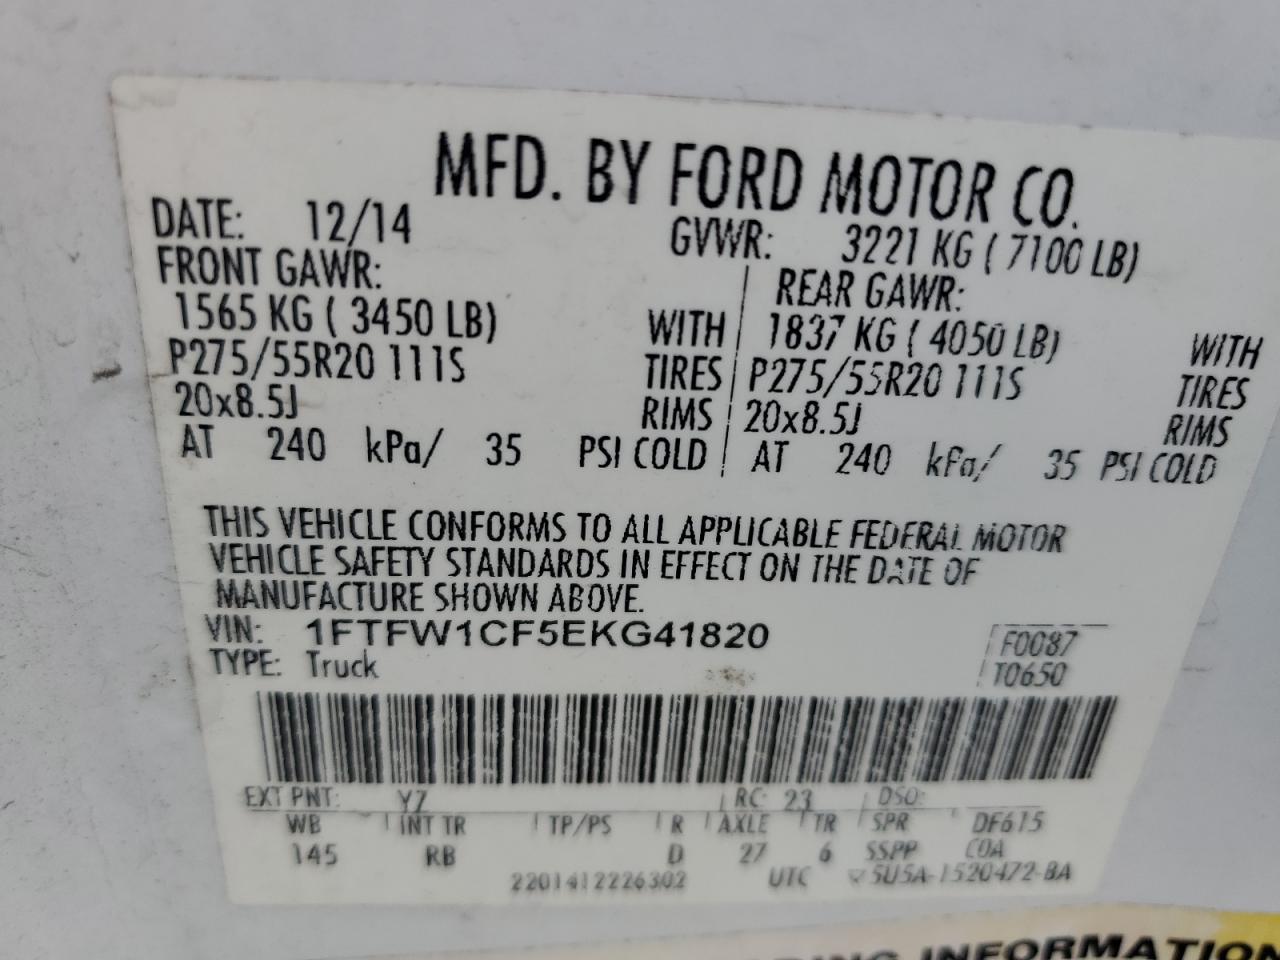 MFD. BY FORD MOTOR CO.
DATE: 12/14 GVWR: 3221 KG ( 7100 LB)
FRONT GAWR: REAR GAWR:
1565 KG ( 3450 LB) WITH 1837 KG ( 4050 LB) WITH
P275/55R20 111S TIRES P275/55R20 111S TIRES
20x8.5J RIMS 20x8.5J RIMS
AT 240 kPa/ 35 PSI COLD AT 240 kPa/ 35 PSI COLD
THIS VEHICLE CONFORMS TO ALL APPLICABLE FEDERAL MOTOR
VEHICLE SAFETY STANDARDS IN EFFECT ON THE DATE OF
MANUFACTURE SHOWN ABOVE.
VIN: 1FTFW1CF5EKG41820 F0087
TYPE: Truck T0650
EXT PNT: YZ RC: 23 DSO:
WB INT TR TP/PS R AXLE TR SPR DF615
145 RB D 27 6 SSPP COA
2201412226302 UTC 5U5A-1520472-BA
INFORMATION